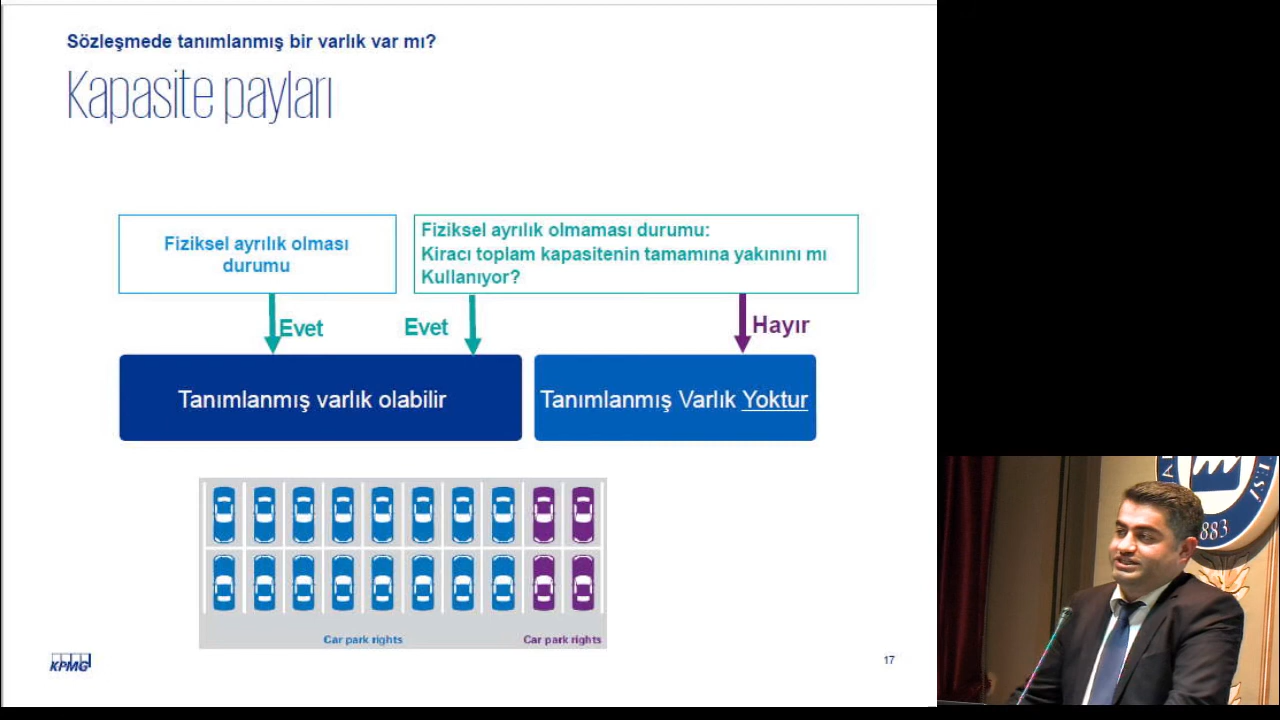 Sözleşmede tanımlanmış bir varlık var mı?
Kapasite payları
Fiziksel ayrılık olması
durumu
Fiziksel ayrılık olmaması durumu:
Kiracı toplam kapasitenin tamamına yakınını mı
Kullanıyor?
Evet
Evet
Hayır
Tanımlanmış varlık olabilir
Tanımlanmış Varlık Yoktur
Car park rights
Car park rights
KPMG
17
1883